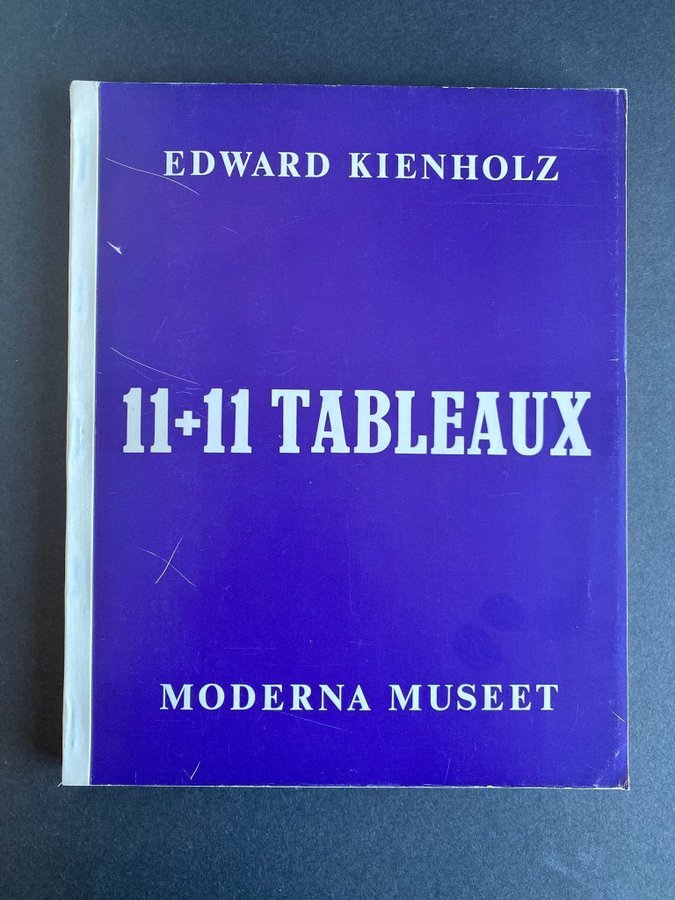 EDWARD KIENHOLZ
11+11 TABLEAUX
MODERNA MUSEET